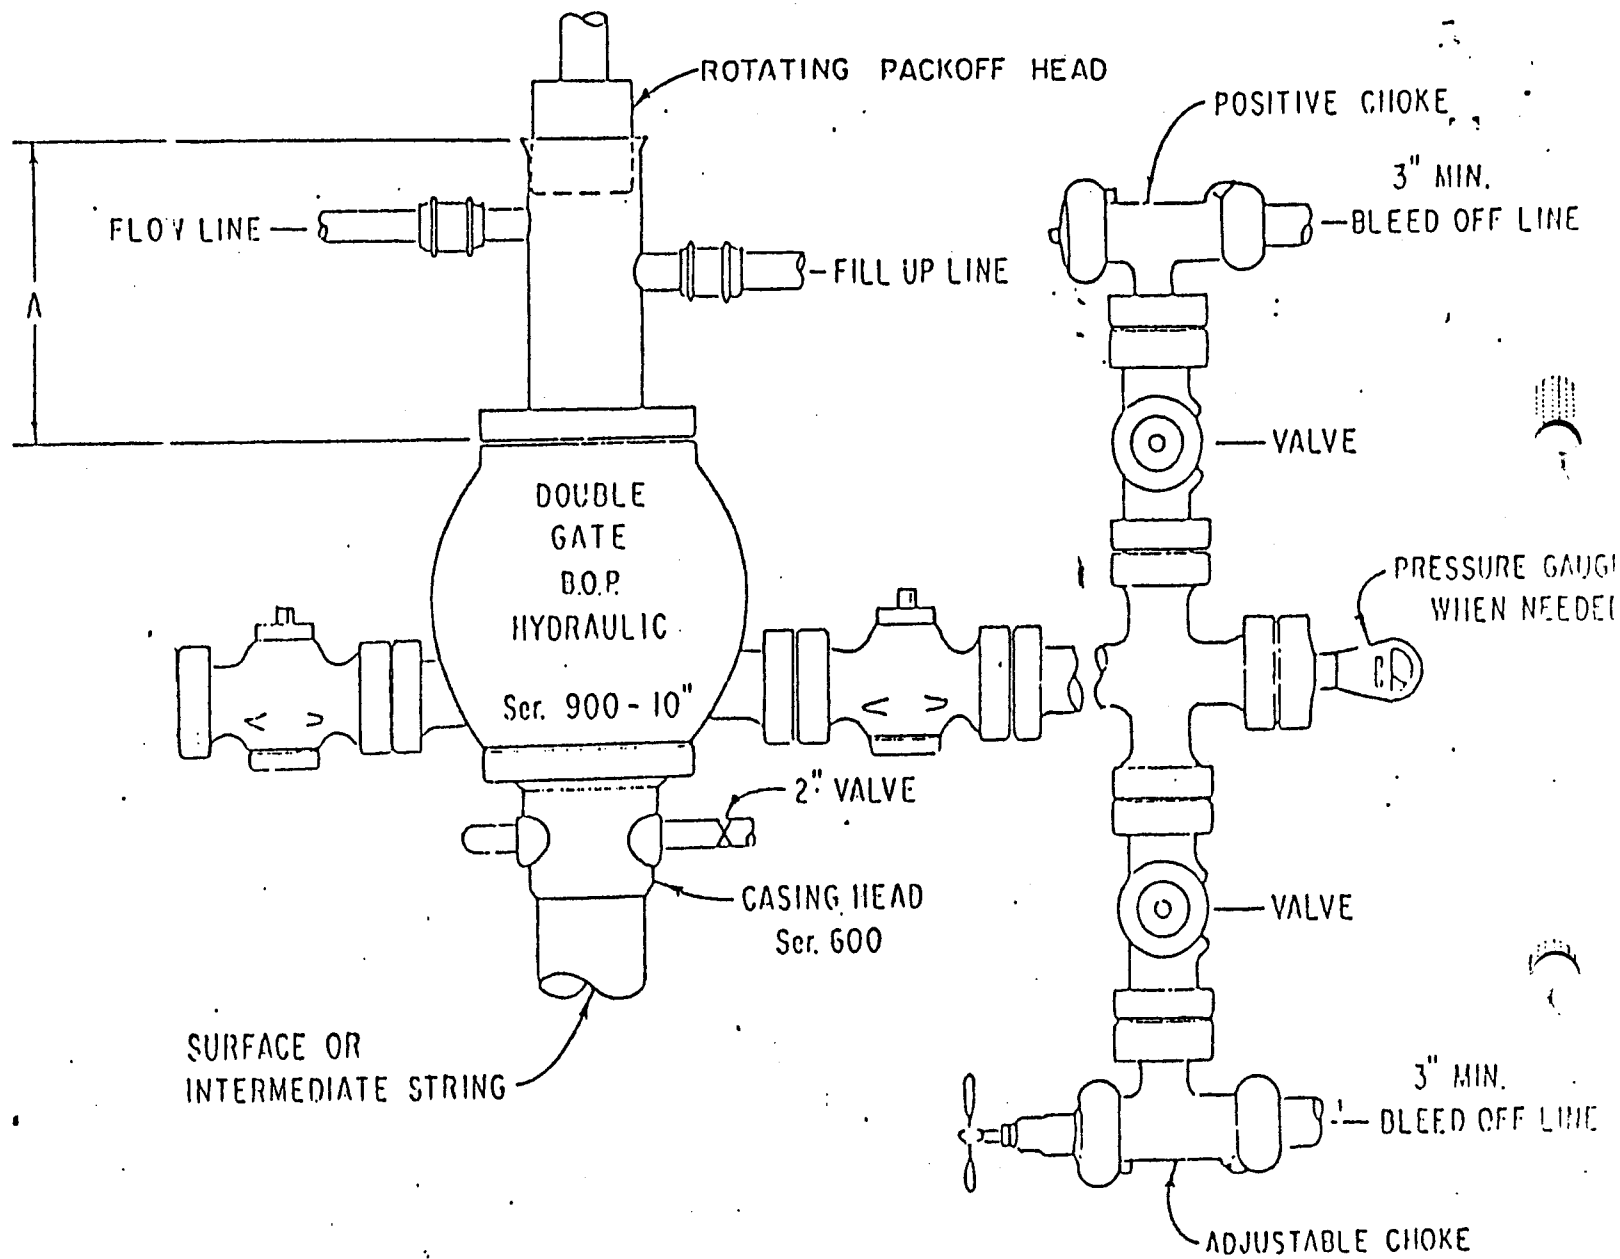 ROTATING PACKOFF HEAD
POSITIVE CHOKE
3" MIN.
BLEED OFF LINE
FLOW LINE
FILL UP LINE
A
VALVE
DOUBLE
GATE
B.O.P.
HYDRAULIC
Ser. 900 - 10"
PRESSURE GAUGE
WHEN NEEDED
2" VALVE
CASING HEAD
Ser. 600
VALVE
SURFACE OR
INTERMEDIATE STRING
3" MIN.
BLEED OFF LINE
ADJUSTABLE CHOKE